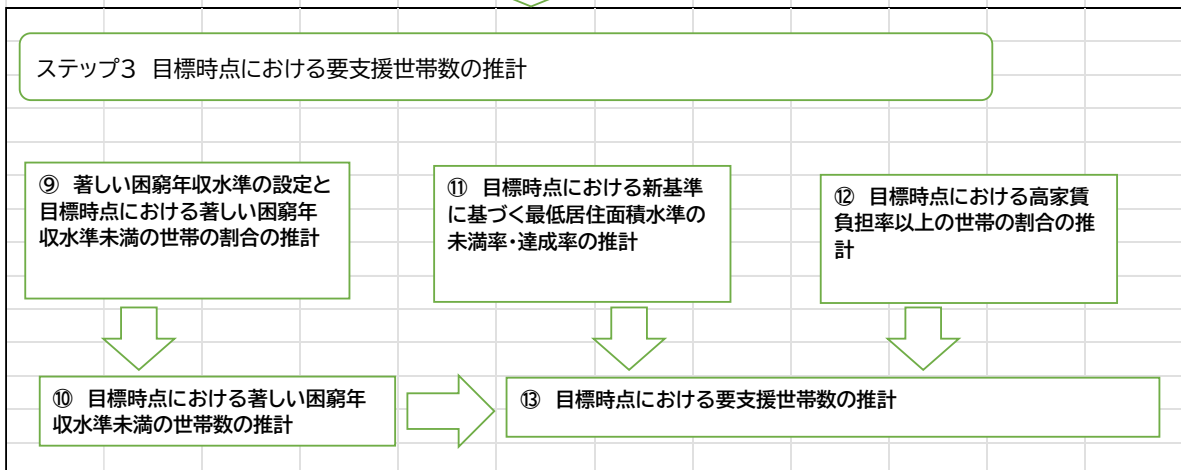 ステップ3 目標時点における要支援世帯数の推計
⑨ 著しい困窮年収水準の設定と
目標時点における著しい困窮年
収水準未満の世帯の割合の推計
⑪ 目標時点における新基準
に基づく最低居住面積水準の
未満率・達成率の推計
⑫ 目標時点における高家賃
負担率以上の世帯の割合の推
計
⑩ 目標時点における著しい困窮年
収水準未満の世帯数の推計
⑬ 目標時点における要支援世帯数の推計